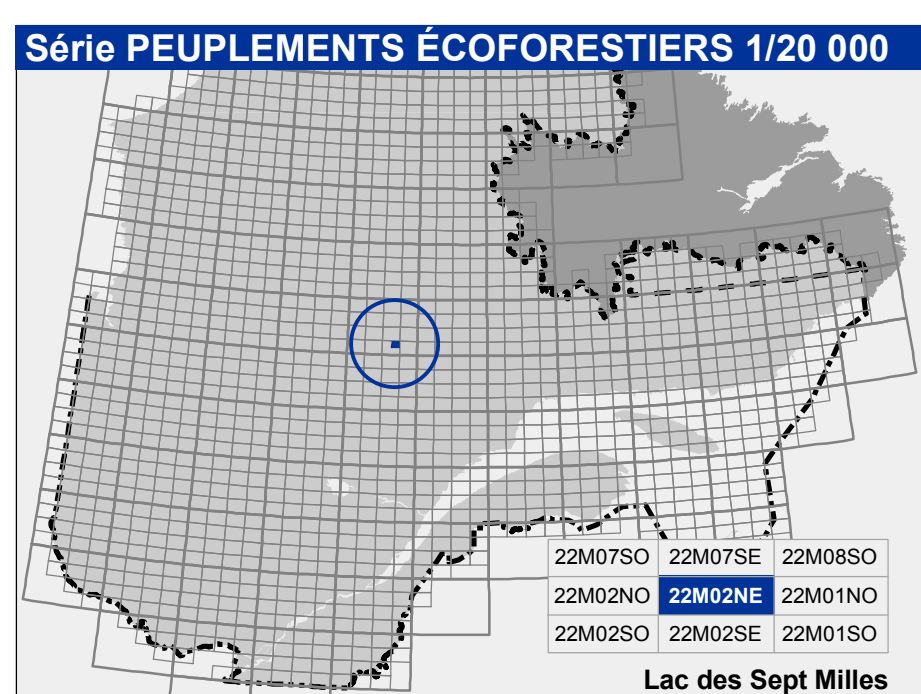 Série PEUPLEMENTS ÉCOFORESTIERS 1/20 000
22M07SO 22M07SE 22M08SO
22M02NO 22M02NE 22M01NO
22M02SO 22M02SE 22M01SO
Lac des Sept Milles